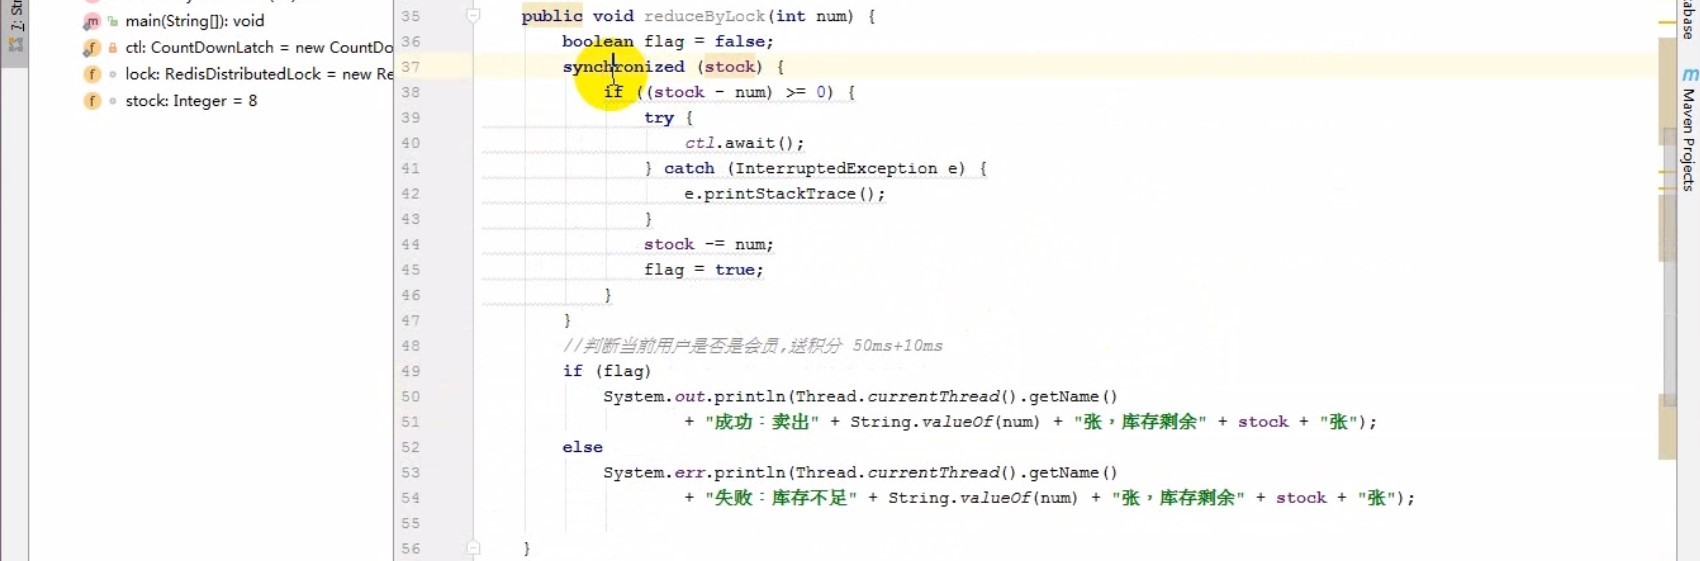 7: Str
main(String[]): void
ctl: CountDownLatch = new CountDo
lock: RedisDistributedLock = new Re
stock: Integer = 8
35 public void reduceByLock(int num) {
36 boolean flag = false;
37 synchronized (stock) {
38 if ((stock - num) >= 0) {
39 try {
40 ctl.await();
41 } catch (InterruptedException e) {
42 e.printStackTrace();
43 }
44 stock -= num;
45 flag = true;
46 }
47 }
48 //判断当前用户是否是会员,送积分 50ms+10ms
49 if (flag)
50 System.out.println(Thread.currentThread().getName()
51 + "成功：卖出" + String.valueOf(num) + "张，库存剩余" + stock + "张");
52 else
53 System.err.println(Thread.currentThread().getName()
54 + "失败：库存不足" + String.valueOf(num) + "张，库存剩余" + stock + "张");
55
56 }
abase
Maven Projects